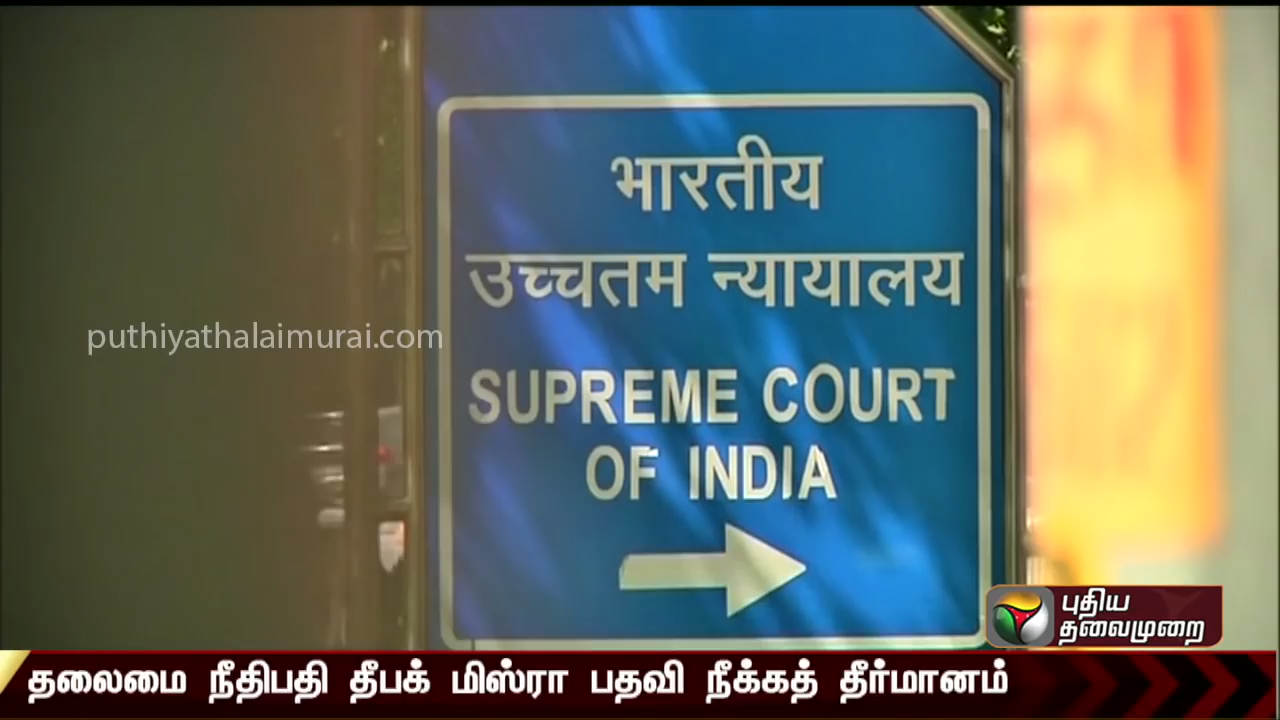 भारतीय
उच्चतम न्यायालय
puthiyathalaimurai.com
SUPREME COURT
OF INDIA
புதிய
தலைமுறை
தலைமை நீதிபதி தீபக் மிஸ்ரா பதவி நீக்கத் தீர்மானம்